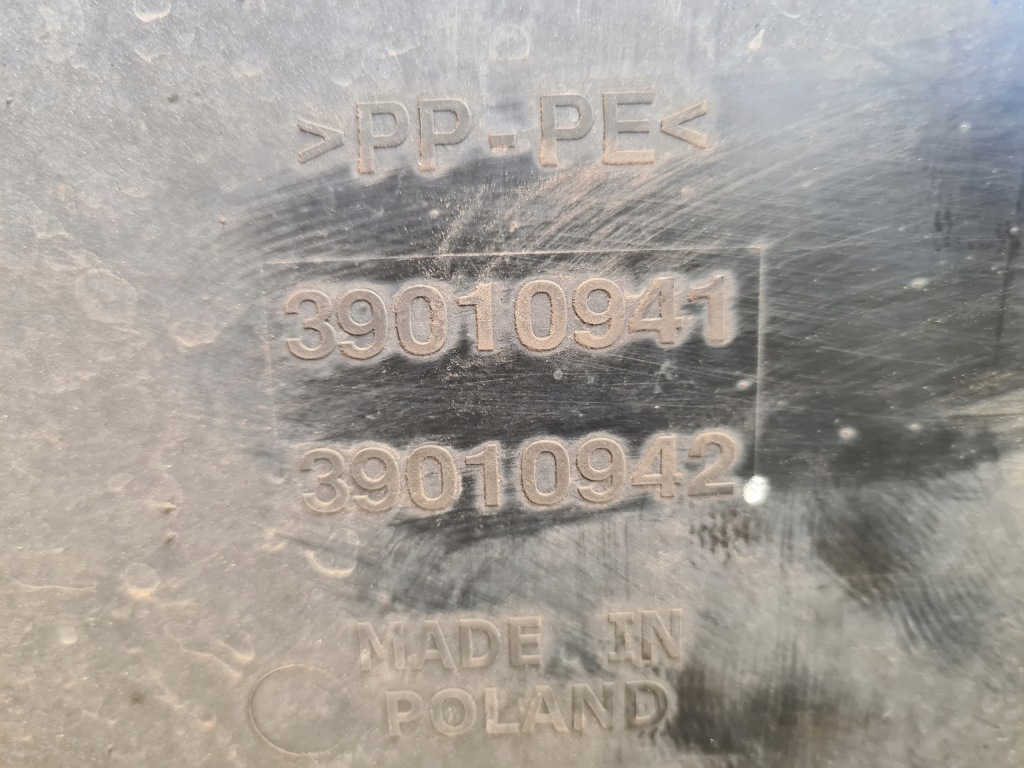 >PP-PE<
39010941
39010942
MADE IN
POLAND